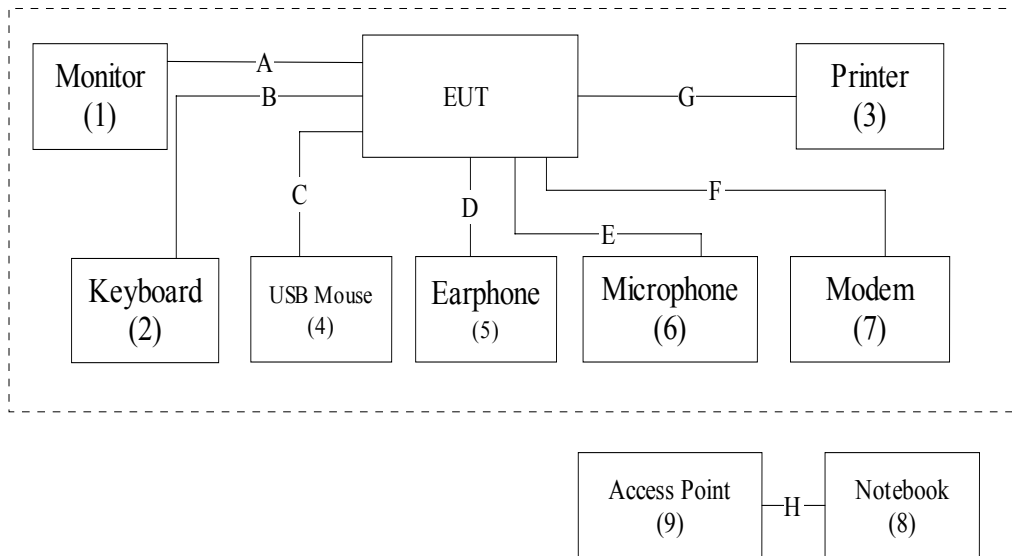 Monitor
(1)
A
B
EUT
G
Printer
(3)
C
D
E
F
Keyboard
(2)
USB Mouse
(4)
Earphone
(5)
Microphone
(6)
Modem
(7)
Access Point
(9)
H
Notebook
(8)